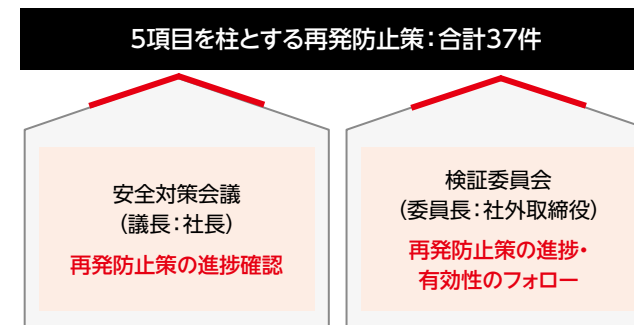 5項目を柱とする再発防止策:合計37件
安全対策会議
(議長:社長)
再発防止策の進捗確認
検証委員会
(委員長:社外取締役)
再発防止策の進捗・
有効性のフォロー